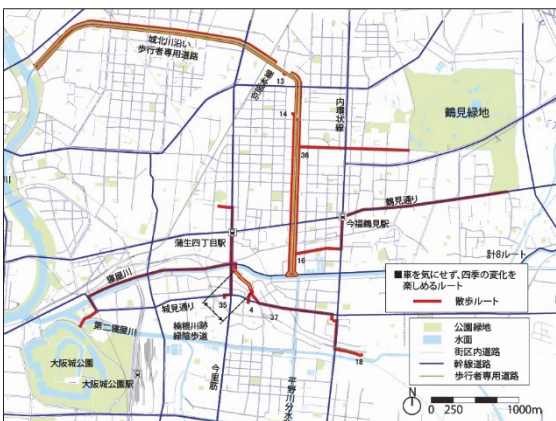 城北川沿い
歩行者専用道路
京阪本線
13
14
内環状線
鶴見緑地
36
川
鶴見通り
蒲生四丁目駅
今福鶴見駅
16
計8ルート
寝屋川
■車を気にせず、四季の変化を
楽しめるルート
散歩ルート
城見通り
35
4
37
第二寝屋川
楠根川跡
緑陰歩道
18
大阪城公園
大阪城公園駅
今里筋
平野川分水
公園緑地
水面
街区内道路
幹線道路
歩行者専用道路
N
0 250 1000m